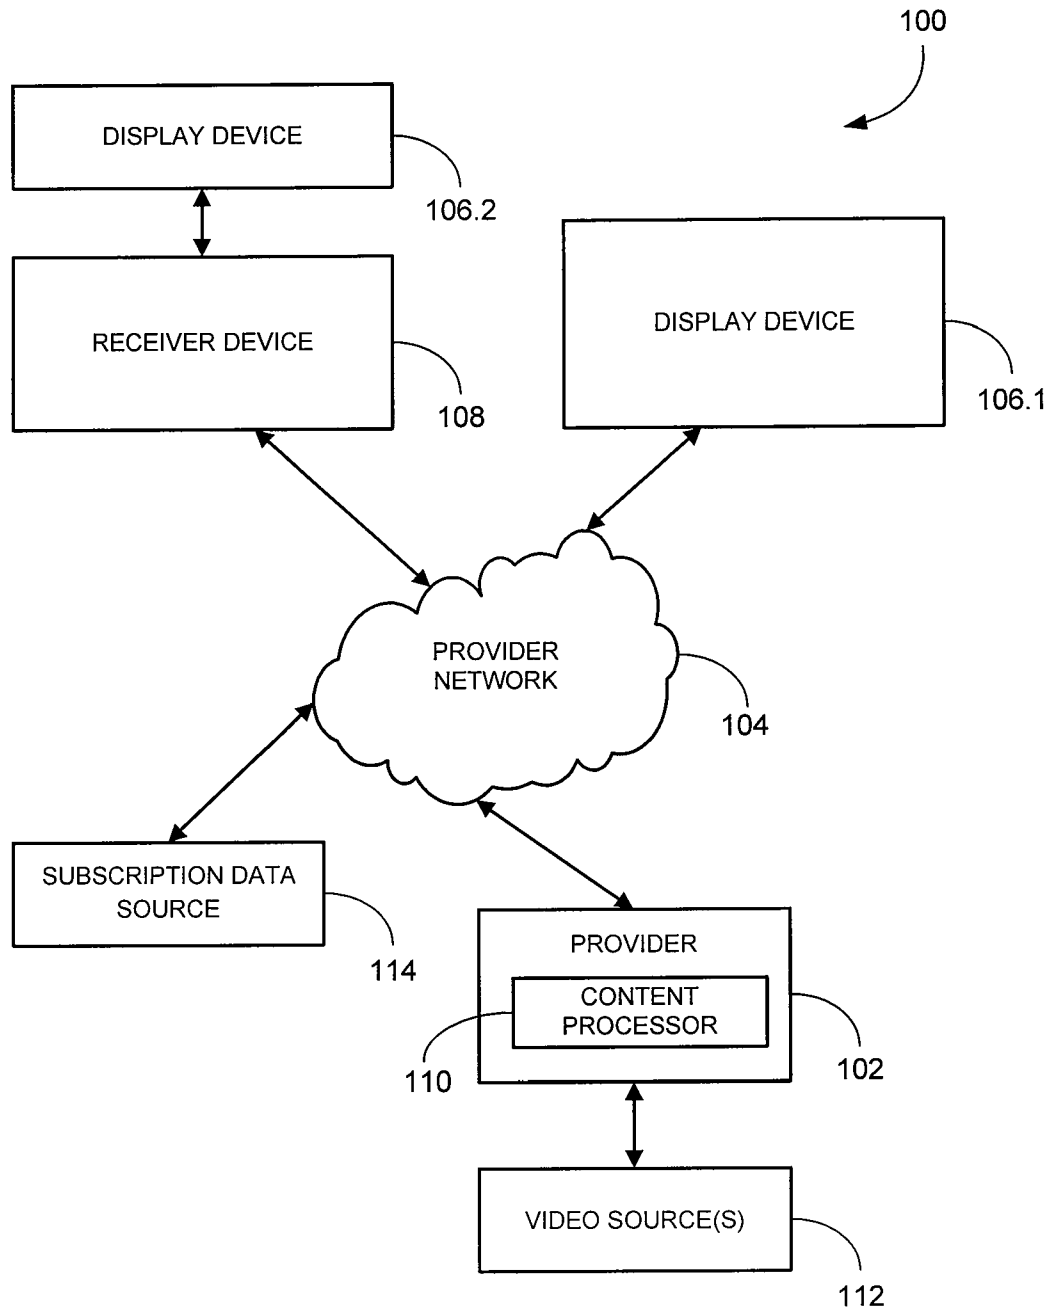 100
DISPLAY DEVICE
106.2
RECEIVER DEVICE
108
DISPLAY DEVICE
106.1
PROVIDER
NETWORK
104
SUBSCRIPTION DATA
SOURCE
114
PROVIDER
CONTENT
PROCESSOR
110
102
VIDEO SOURCE(S)
112